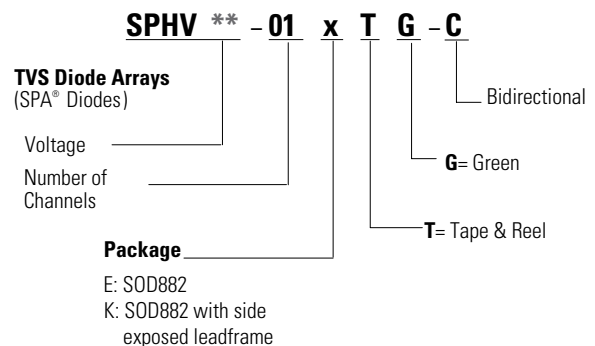 SPHV ** – 01 x T G – C
TVS Diode Arrays
(SPA® Diodes)
Bidirectional
Voltage
G= Green
Number of
Channels
T= Tape & Reel
Package
E: SOD882
K: SOD882 with side
exposed leadframe